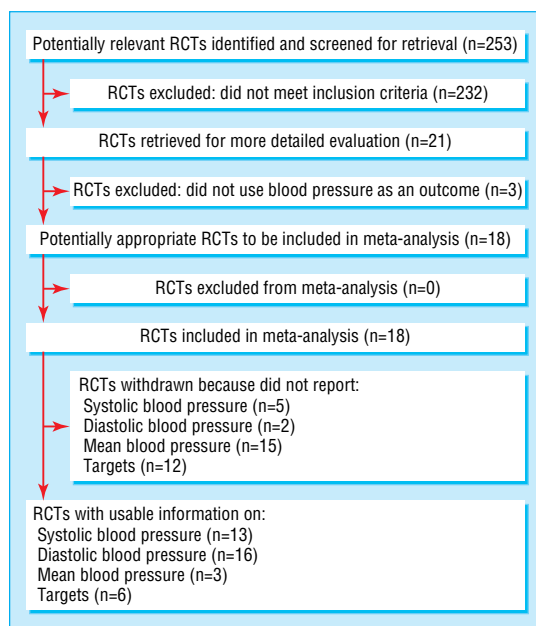 Potentially relevant RCTs identified and screened for retrieval (n=253)
RCTs excluded: did not meet inclusion criteria (n=232)
RCTs retrieved for more detailed evaluation (n=21)
RCTs excluded: did not use blood pressure as an outcome (n=3)
Potentially appropriate RCTs to be included in meta-analysis (n=18)
RCTs excluded from meta-analysis (n=0)
RCTs included in meta-analysis (n=18)
RCTs withdrawn because did not report:
Systolic blood pressure (n=5)
Diastolic blood pressure (n=2)
Mean blood pressure (n=15)
Targets (n=12)
RCTs with usable information on:
Systolic blood pressure (n=13)
Diastolic blood pressure (n=16)
Mean blood pressure (n=3)
Targets (n=6)